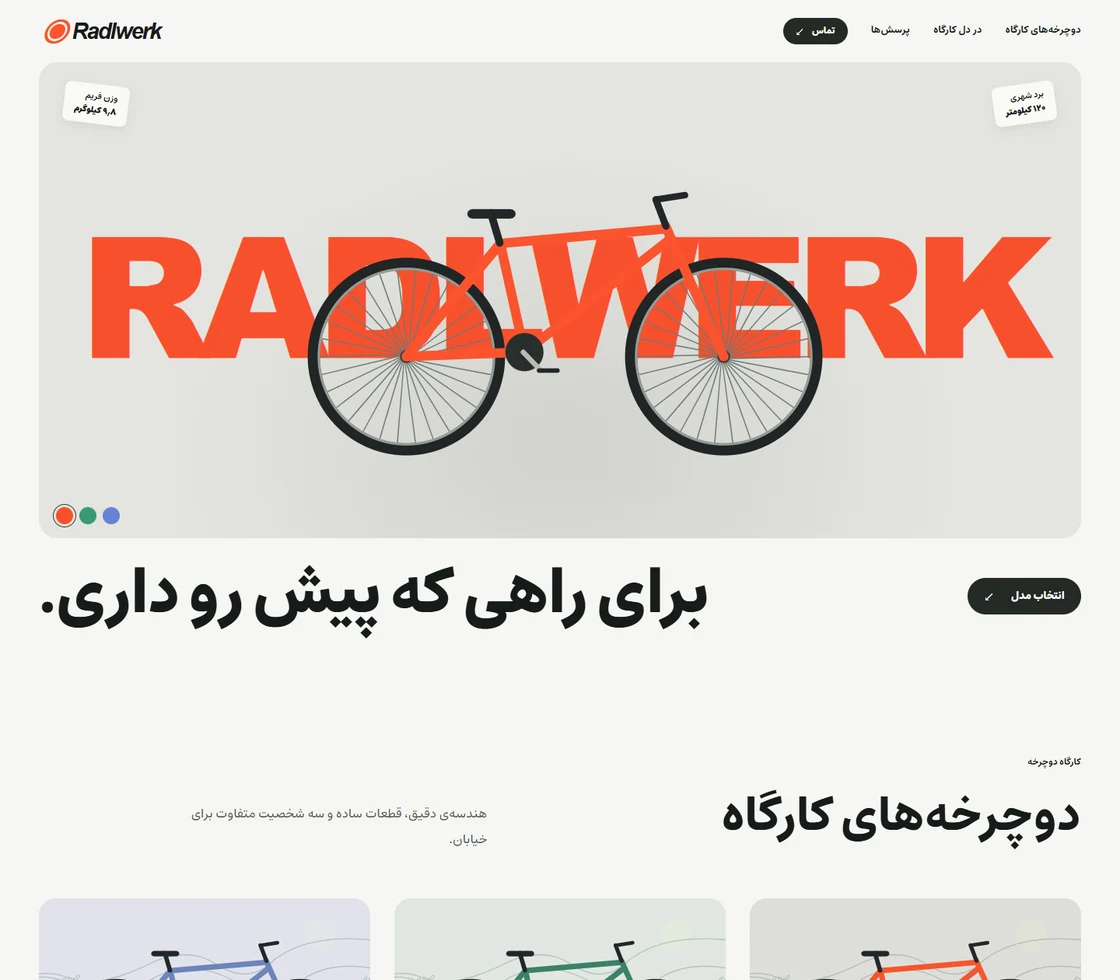 دوچرخه‌های کارگاه
در دل کارگاه
پرسش‌ها
تماس ↙
Radlwerk
برد شهری
۱۲۰ کیلومتر
وزن فریم
۹٫۸ کیلوگرم
RADLWERK
انتخاب مدل ↙
برای راهی که پیش رو داری.
کارگاه دوچرخه
دوچرخه‌های کارگاه
هندسه‌ی دقیق، قطعات ساده و سه شخصیت متفاوت برای
خیابان.